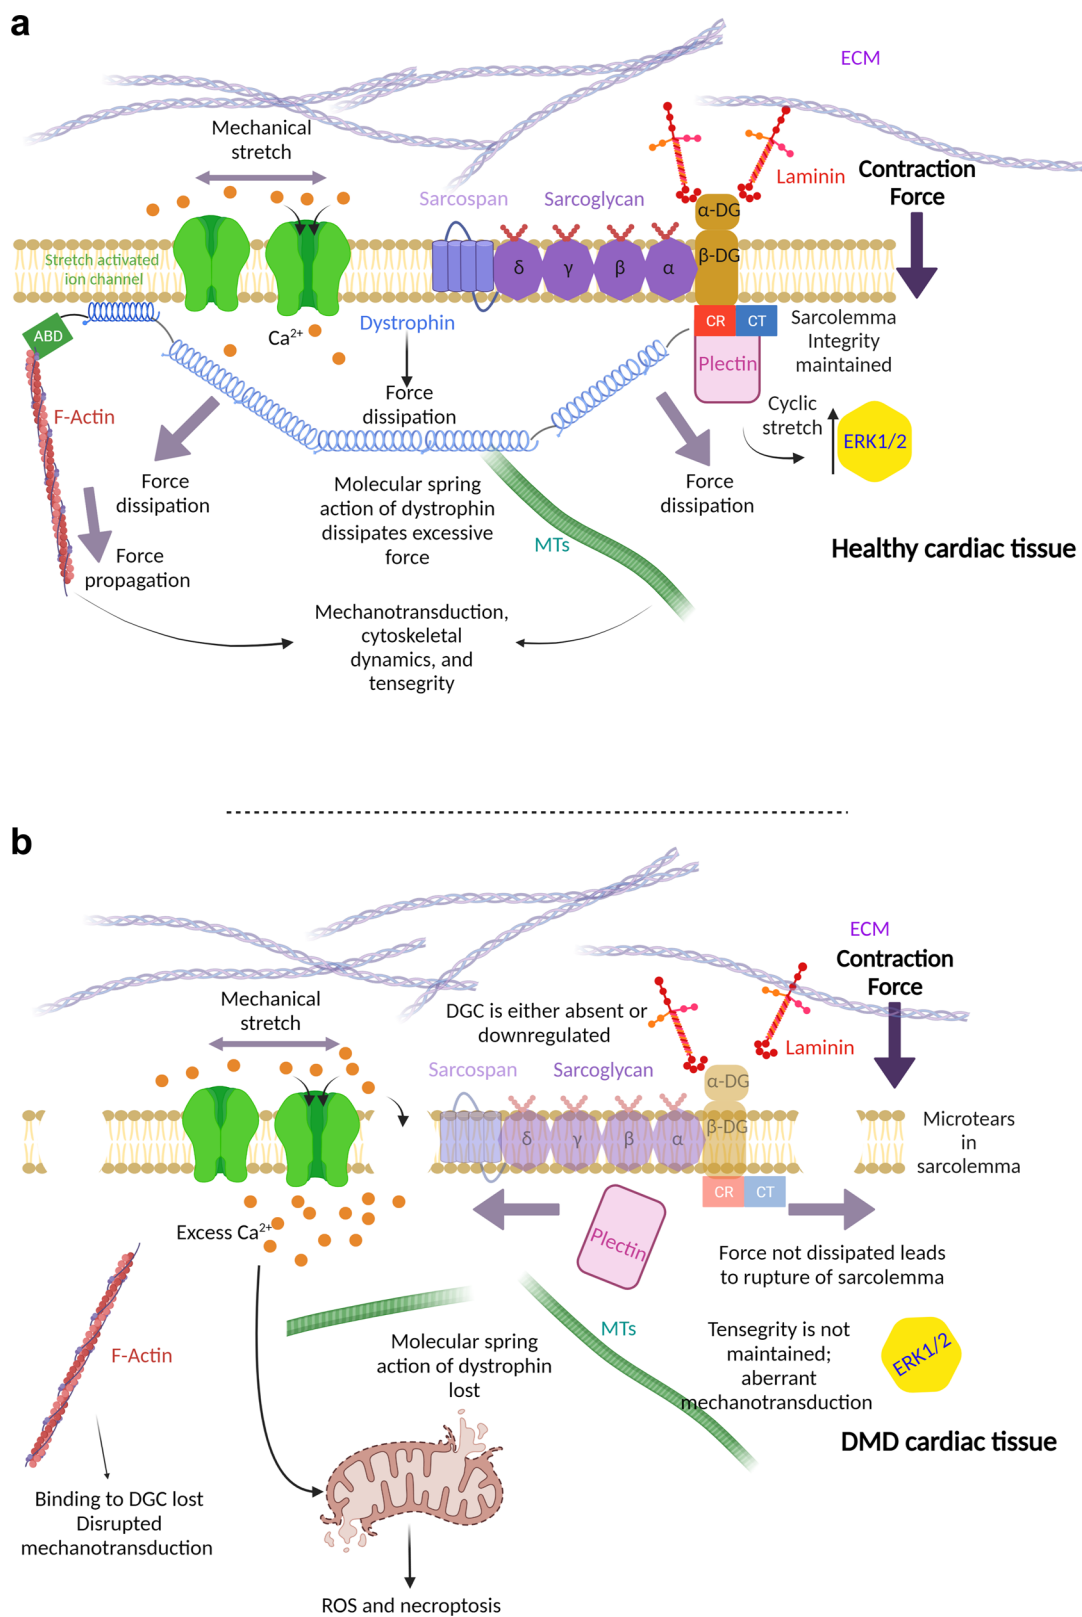 a
ECM
Mechanical
stretch
Laminin
Contraction
Force
Sarcospan
Sarcoglycan
α-DG
β-DG
Stretch activated
ion channel
δ
γ
β
α
ABD
Ca²⁺
Dystrophin
CR
CT
Plectin
Sarcolemma
Integrity
maintained
F-Actin
Force
dissipation
Cyclic
stretch
ERK1/2
Force
dissipation
Molecular spring
action of dystrophin
dissipates excessive
force
Force
dissipation
MTs
Healthy cardiac tissue
Force
propagation
Mechanotransduction,
cytoskeletal
dynamics, and
tensegrity
b
ECM
Contraction
Force
Mechanical
stretch
DGC is either absent or
downregulated
Laminin
Sarcospan
Sarcoglycan
α-DG
β-DG
δ
γ
β
α
Microtears
in
sarcolemma
CR
CT
Excess Ca²⁺
Plectin
Force not dissipated leads
to rupture of sarcolemma
F-Actin
MTs
Molecular spring
action of dystrophin
lost
Tensegrity is not
maintained;
aberrant
mechanotransduction
ERK1/2
DMD cardiac tissue
Binding to DGC lost
Disrupted
mechanotransduction
ROS and necroptosis